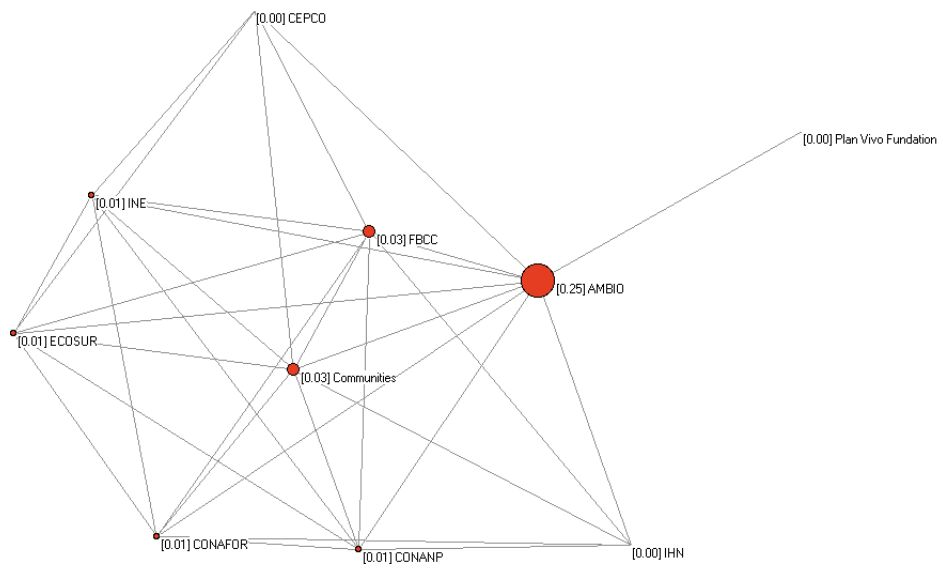 [0.00] CEPCO
[0.00] Plan Vivo Fundation
[0.01] INE
[0.03] FBCC
[0.25] AMBIO
[0.01] ECOSUR
[0.03] Communities
[0.01] CONAFOR
[0.01] CONANP
[0.00] IHN